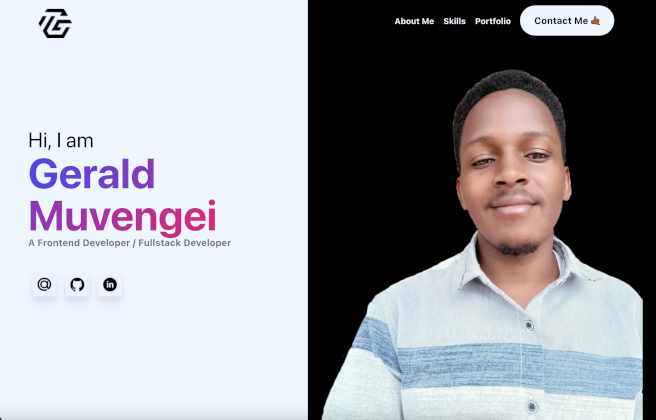 About Me Skills Portfolio Contact Me 🤙🏾
Hi, I am
Gerald
Muvengei
A Frontend Developer / Fullstack Developer